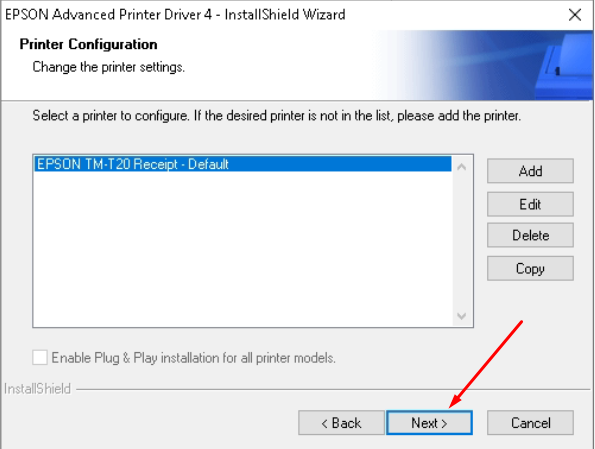 EPSON Advanced Printer Driver 4 - InstallShield Wizard
Printer Configuration
Change the printer settings.
Select a printer to configure. If the desired printer is not in the list, please add the printer.
EPSON TM-T20 Receipt - Default
Add
Edit
Delete
Copy
Enable Plug & Play installation for all printer models.
InstallShield
< Back
Next >
Cancel